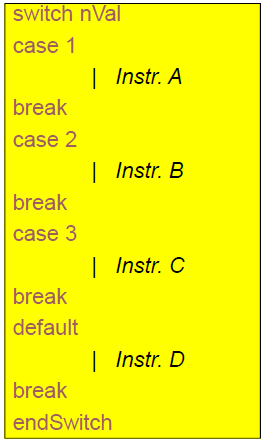 switch nVal
case 1
| Instr. A
break
case 2
| Instr. B
break
case 3
| Instr. C
break
default
| Instr. D
break
endSwitch